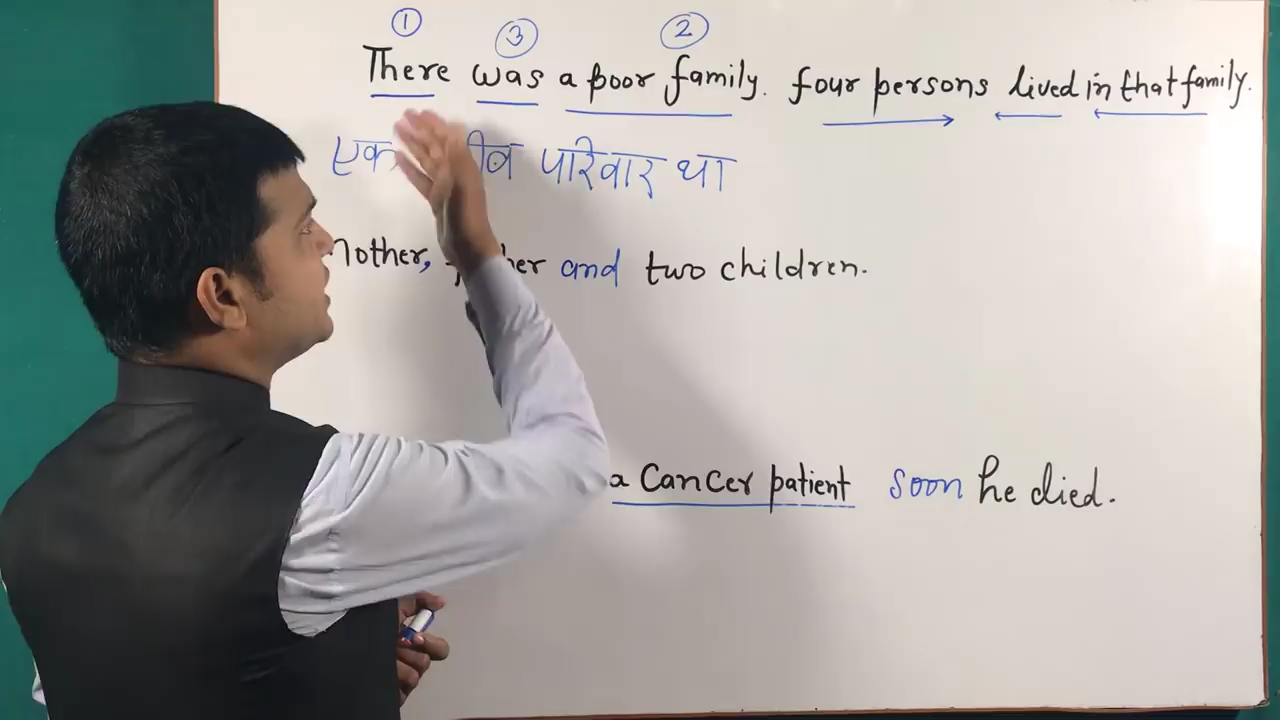 ① ③ ②
There was a poor family. four persons lived in that family.
एक परिवार था
Mother, and two children.
a Cancer patient soon he died.